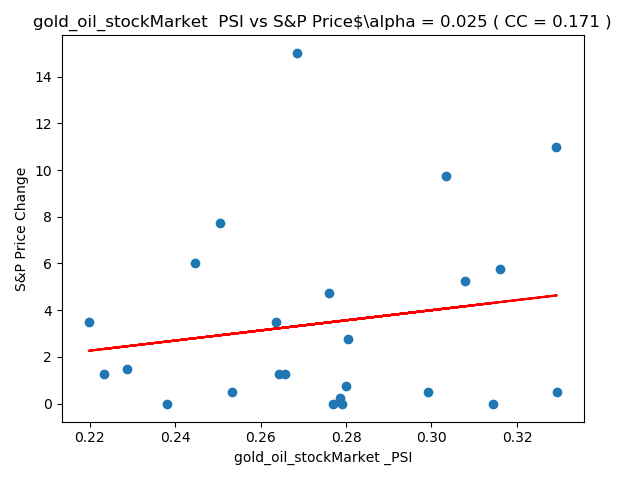 gold_oil_stockMarket  PSI vs S&P Price$\alpha = 0.025 ( CC = 0.171 )
S&P Price Change
14
12
10
8
6
4
2
0
0.22 0.24 0.26 0.28 0.30 0.32
gold_oil_stockMarket _PSI